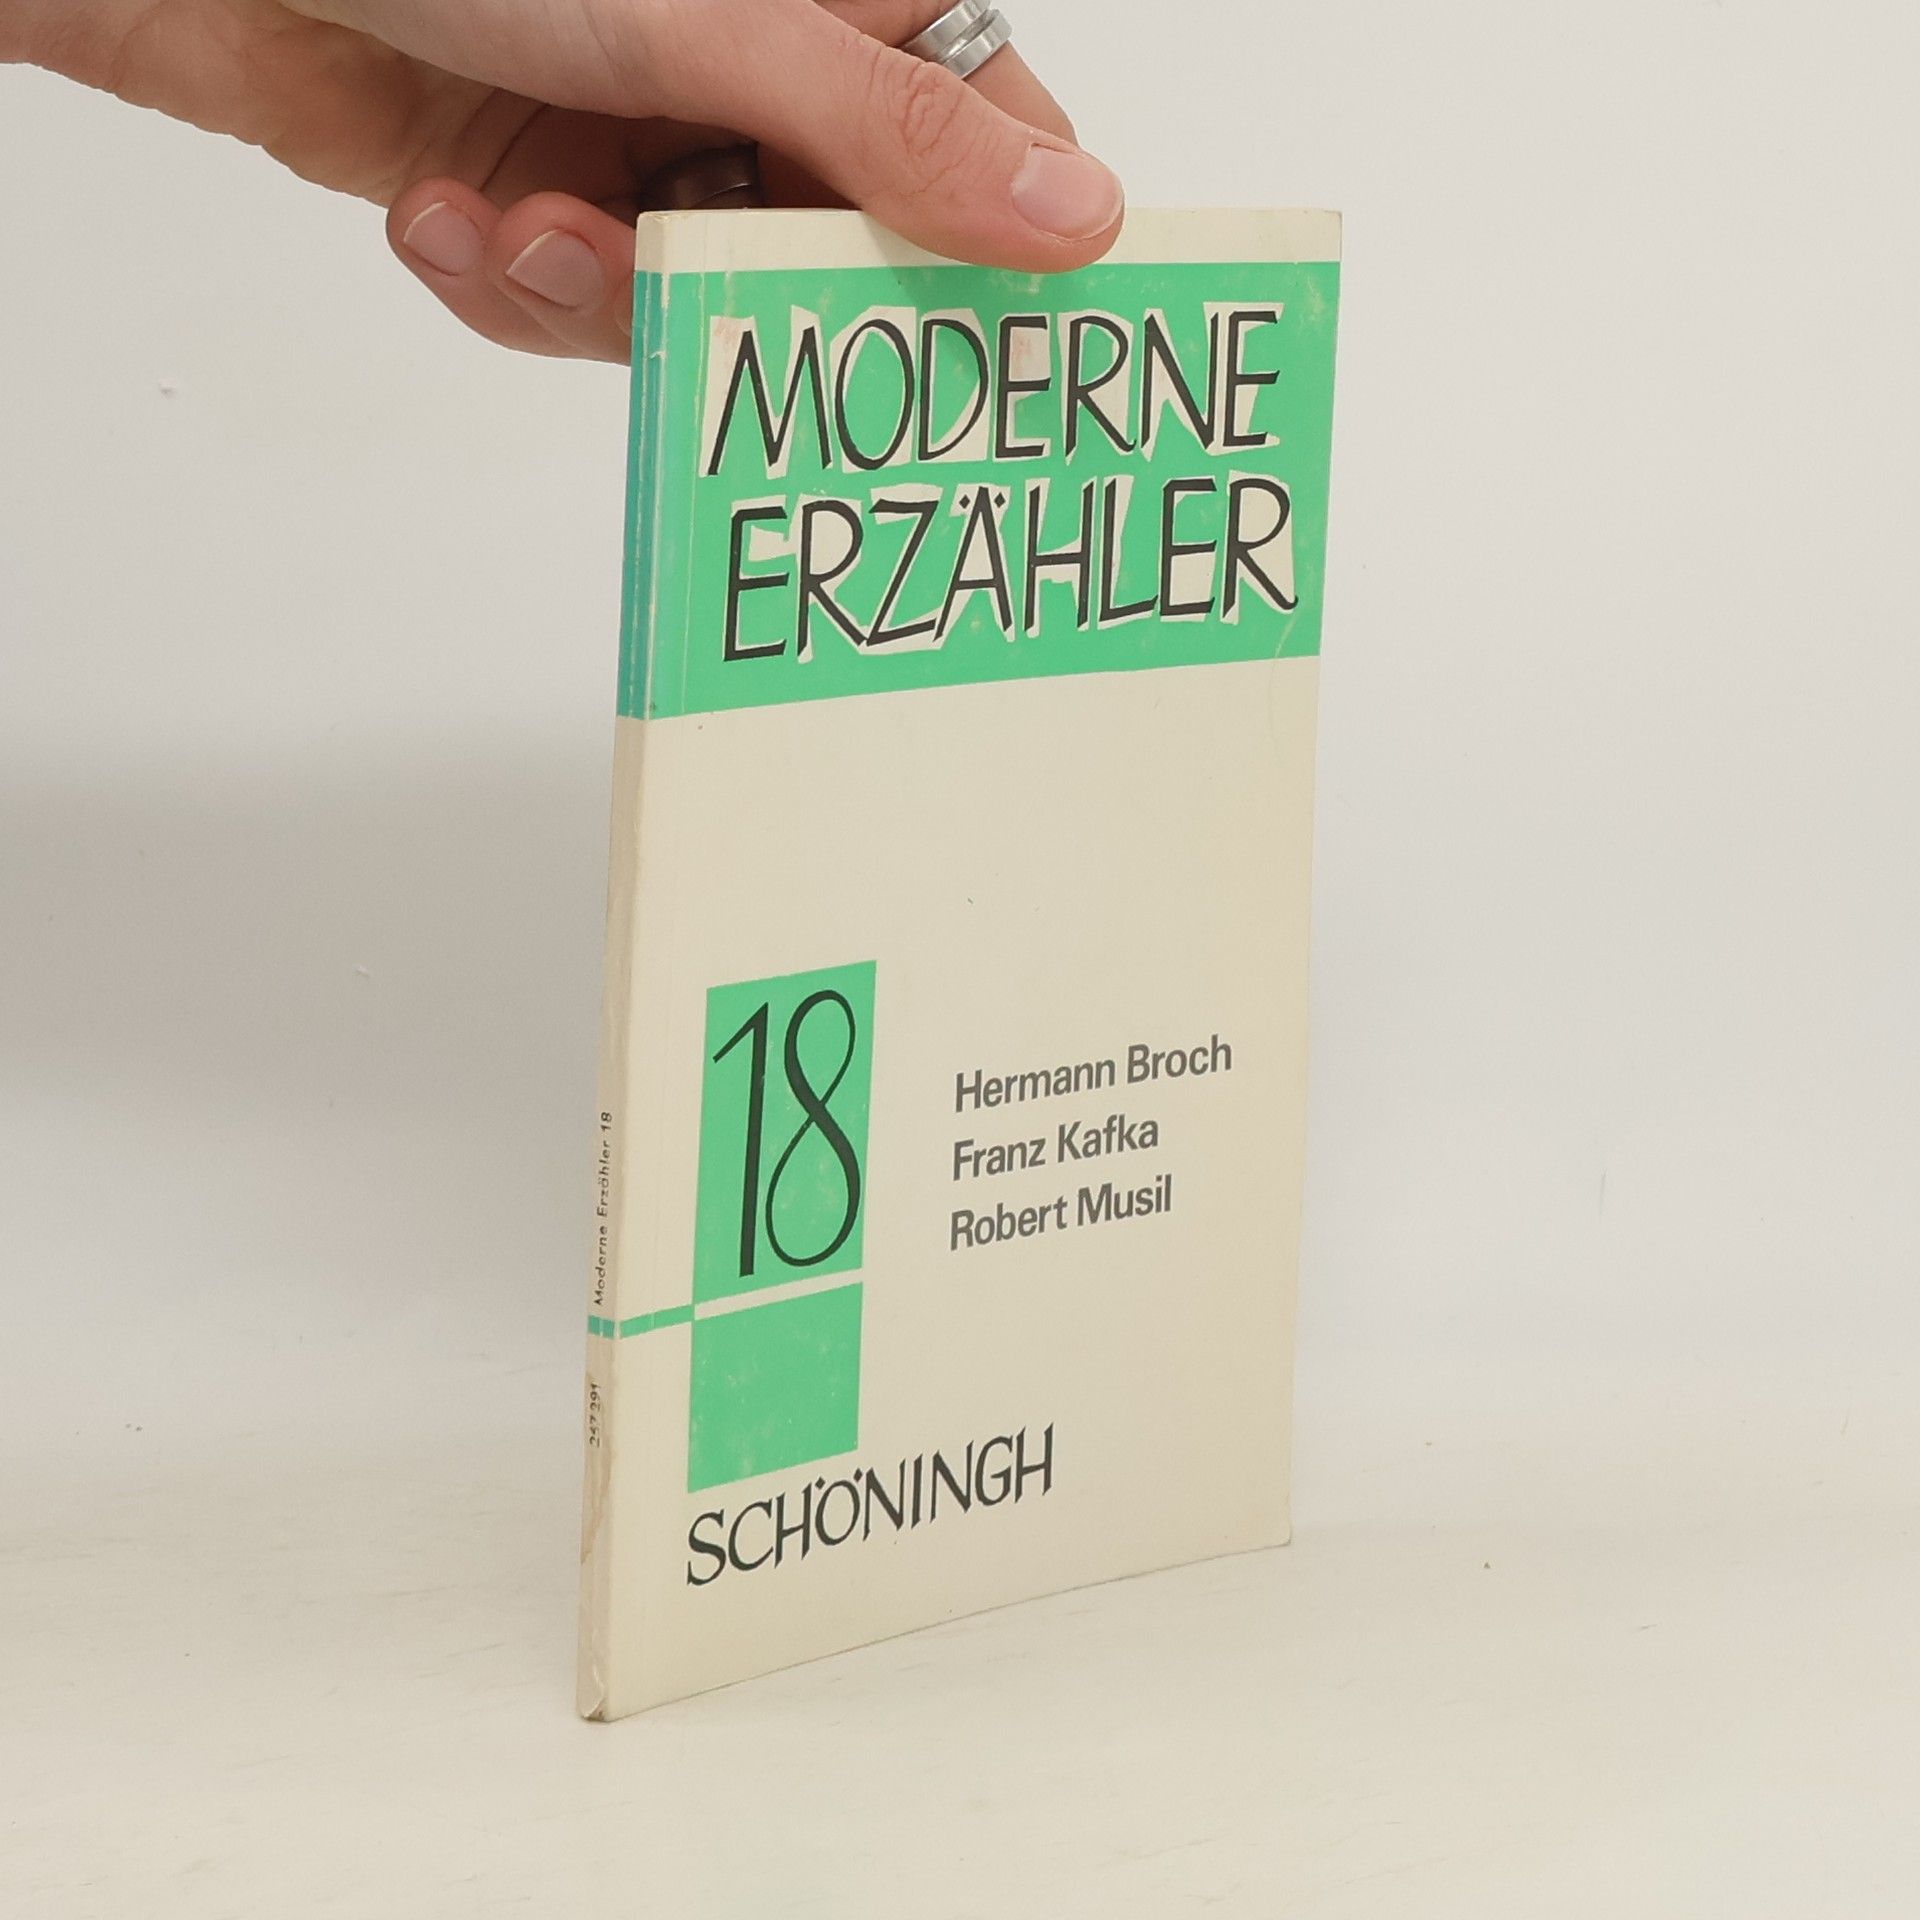 MODERNE
ERZÄHLER
18
Hermann Broch
Franz Kafka
Robert Musil
SCHÖNINGH
Moderne Erzähler 18
247291